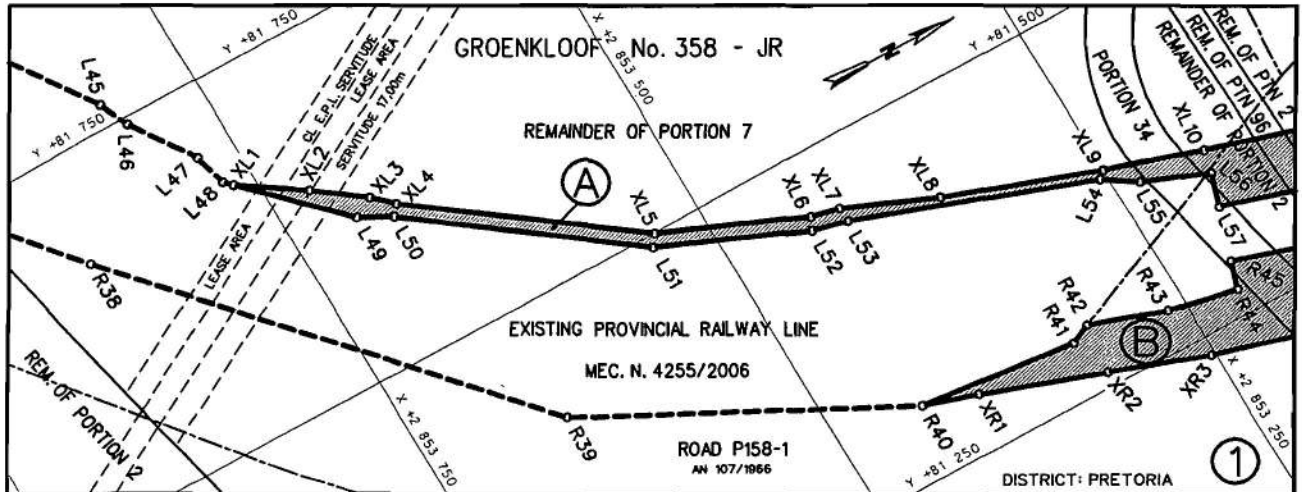 Y +81 750
X +2 853 500
Y +81 500
GROENKLOOF No. 358 - JR
N
REM. OF PTN 2
REM. OF PTN 96
REMAINDER OF PORTION 2
PORTION 34
CL E.P.L. SERVITUDE
LEASE AREA
SERVITUDE 17,00m
REMAINDER OF PORTION 7
L45
L46
Y +81 750
L47
L48
XL1
XL2
XL3
XL4
A
XL5
XL6
XL7
XL8
XL9
XL10
L49
L50
L51
L52
L53
L54
L55
L56
L57
LEASE AREA
R38
EXISTING PROVINCIAL RAILWAY LINE
MEC. N. 4255/2006
R42
R41
R43
R45
R44
B
REM. OF PORTION 12
X +2 853 750
R39
ROAD P158-1
AN 107/1966
R40
XR1
XR2
XR3
X +2 853 250
Y +81 250
DISTRICT: PRETORIA
1